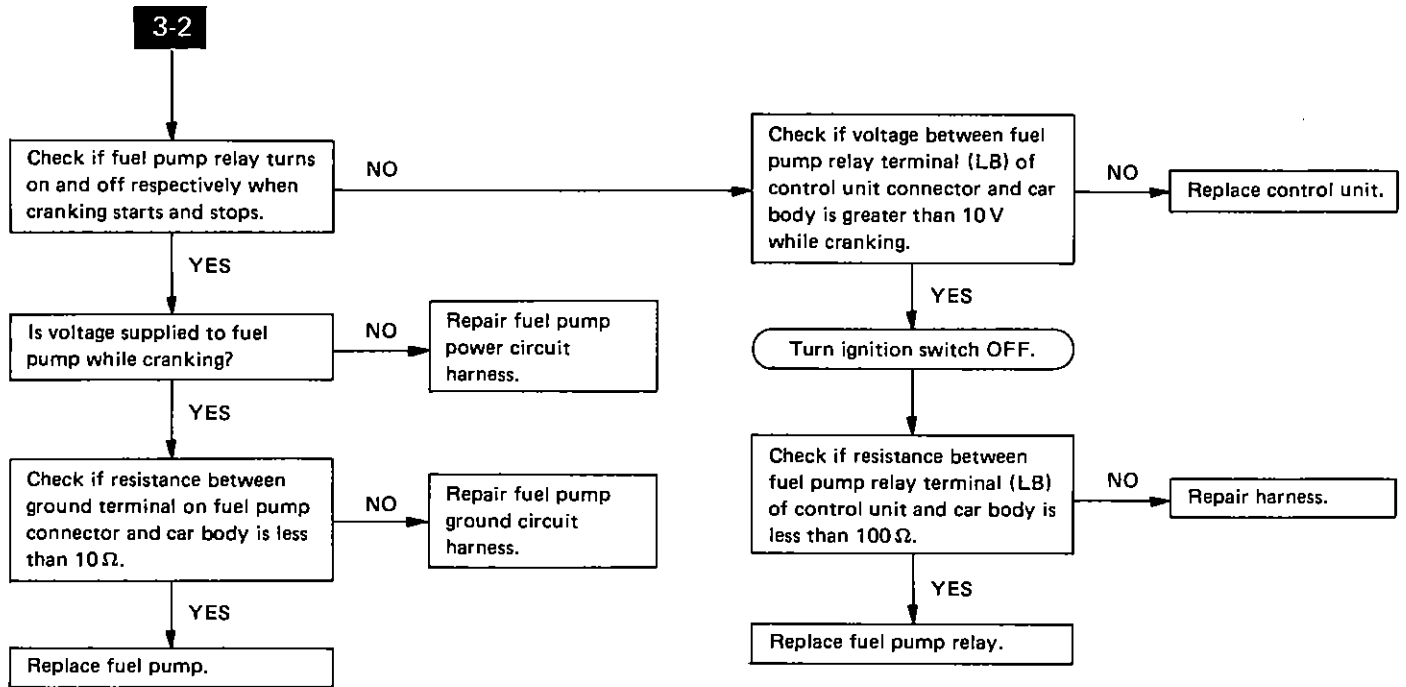 3-2
Check if fuel pump relay turns
on and off respectively when
cranking starts and stops.
NO
Check if voltage between fuel
pump relay terminal (LB) of
control unit connector and car
body is greater than 10 V
while cranking.
NO
Replace control unit.
YES
YES
Is voltage supplied to fuel
pump while cranking?
NO
Repair fuel pump
power circuit
harness.
Turn ignition switch OFF.
YES
Check if resistance between
ground terminal on fuel pump
connector and car body is less
than 10 Ω.
NO
Repair fuel pump
ground circuit
harness.
Check if resistance between
fuel pump relay terminal (LB)
of control unit and car body is
less than 100 Ω.
NO
Repair harness.
YES
YES
Replace fuel pump.
Replace fuel pump relay.